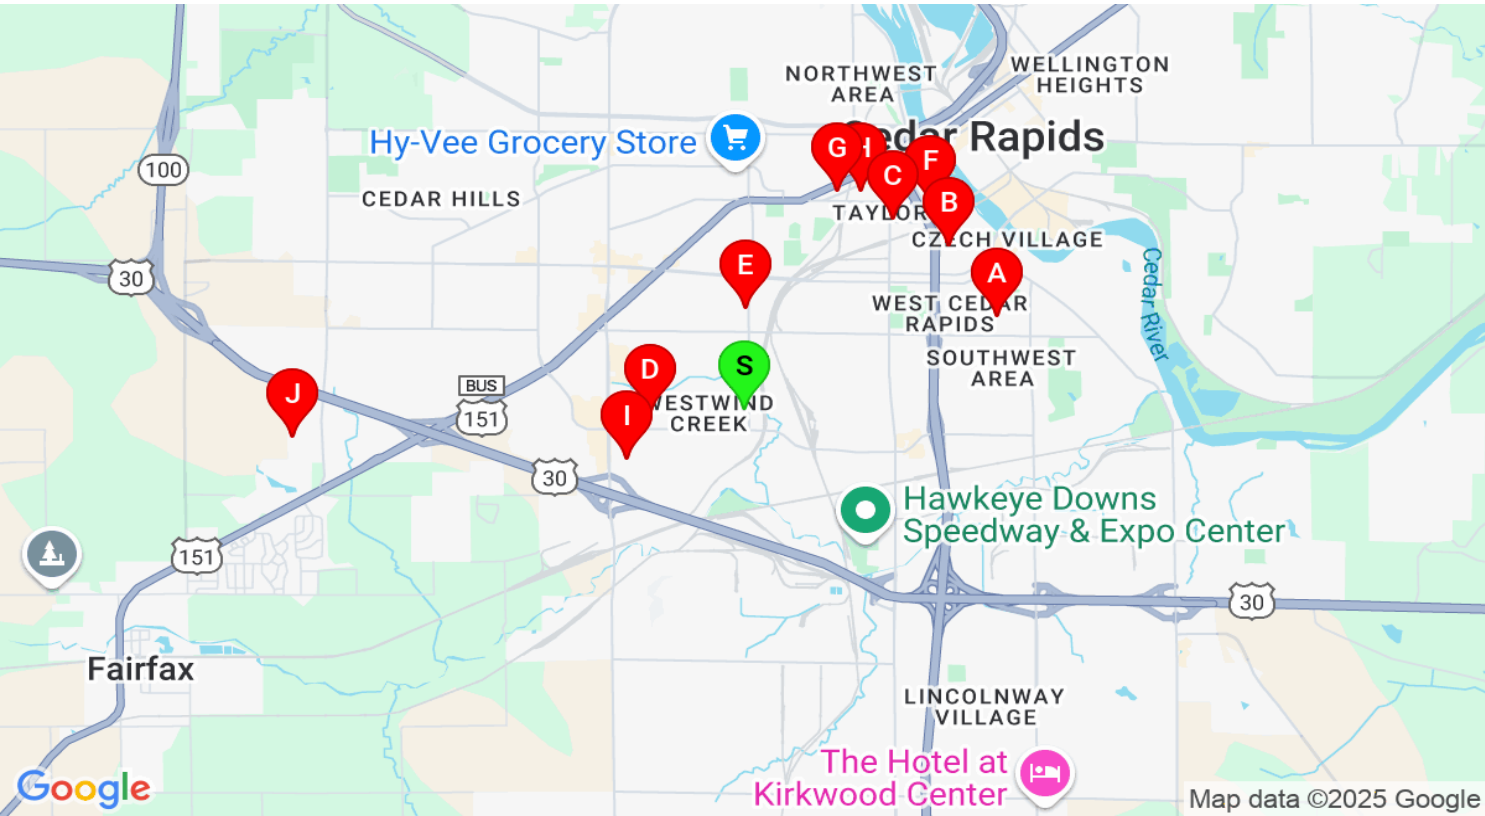 NORTHWEST
AREA
WELLINGTON
HEIGHTS
Hy-Vee Grocery Store
Cedar Rapids
G
H
F
C
100
CEDAR HILLS
B
TAYLOR
CZECH VILLAGE
E
A
30
Cedar River
WEST CEDAR
RAPIDS
S
D
SOUTHWEST
AREA
J
BUS
151
I
WESTWIND
CREEK
30
Hawkeye Downs
Speedway & Expo Center
151
30
Fairfax
LINCOLNWAY
VILLAGE
The Hotel at
Kirkwood Center
Google
Map data ©2025 Google